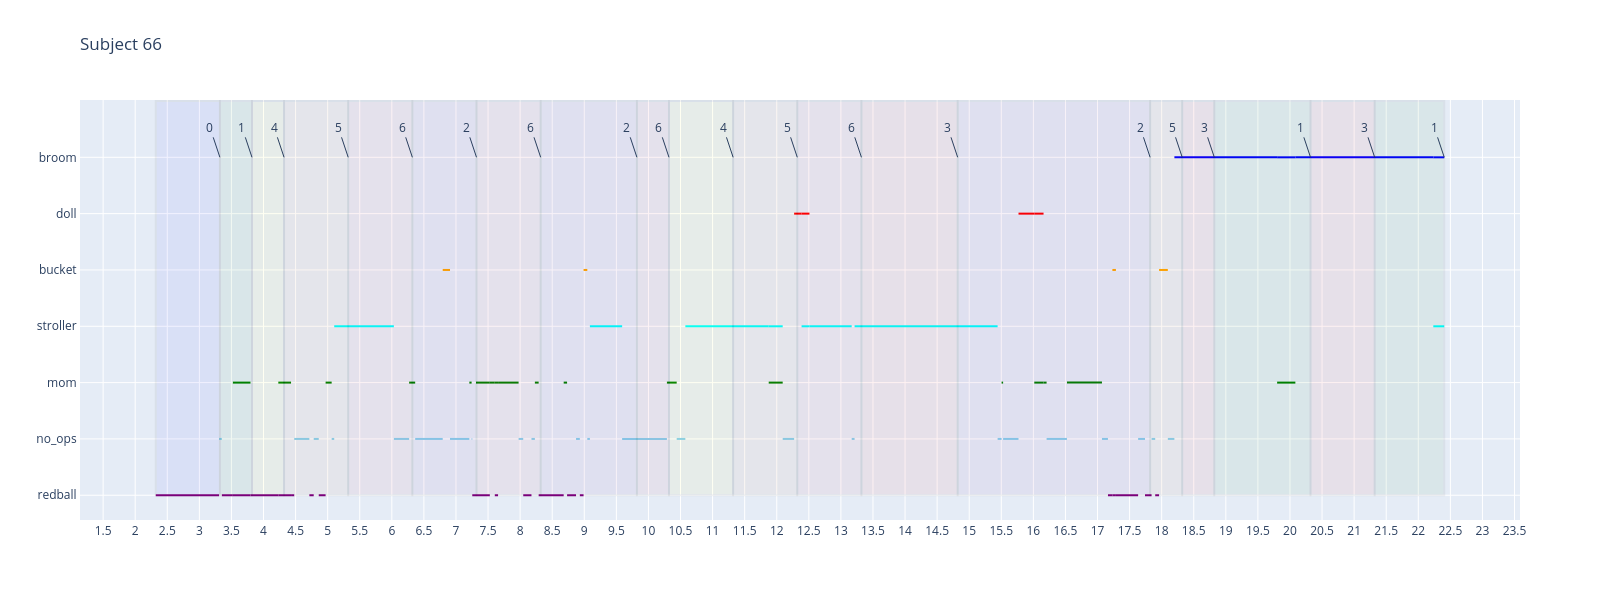 Subject 66
0 1 4 5 6 2 6 2 6 4 5 6 3 2 5 3 1 3 1
broom
doll
bucket
stroller
mom
no_ops
redball
1.5 2 2.5 3 3.5 4 4.5 5 5.5 6 6.5 7 7.5 8 8.5 9 9.5 10 10.5 11 11.5 12 12.5 13 13.5 14 14.5 15 15.5 16 16.5 17 17.5 18 18.5 19 19.5 20 20.5 21 21.5 22 22.5 23 23.5